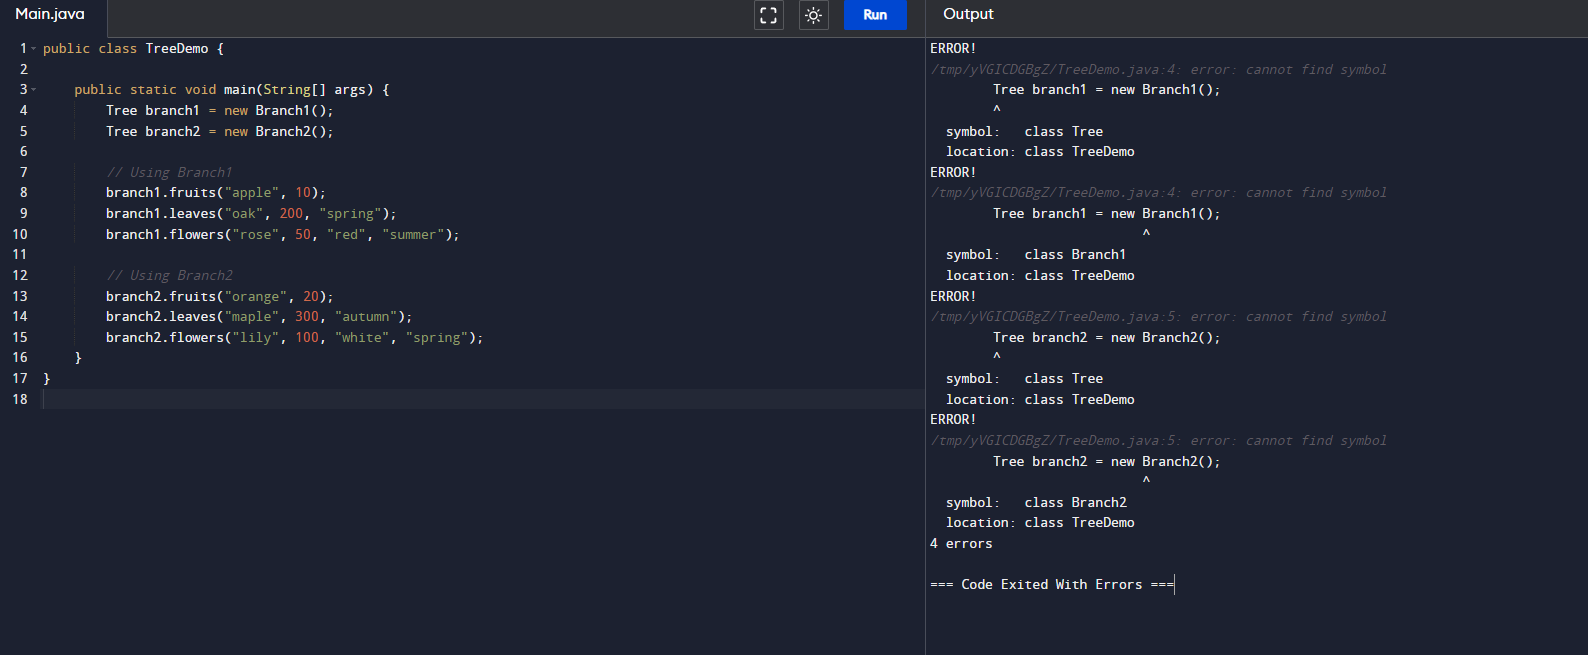 Main.java
Run
Output
1 public class TreeDemo {
2
3     public static void main(String[] args) {
4         Tree branch1 = new Branch1();
5         Tree branch2 = new Branch2();
6
7         // Using Branch1
8         branch1.fruits("apple", 10);
9         branch1.leaves("oak", 200, "spring");
10         branch1.flowers("rose", 50, "red", "summer");
11
12         // Using Branch2
13         branch2.fruits("orange", 20);
14         branch2.leaves("maple", 300, "autumn");
15         branch2.flowers("lily", 100, "white", "spring");
16     }
17 }
18
ERROR!
/tmp/yVGICDGBgZ/TreeDemo.java:4: error: cannot find symbol
        Tree branch1 = new Branch1();
        ^
  symbol:   class Tree
  location: class TreeDemo
ERROR!
/tmp/yVGICDGBgZ/TreeDemo.java:4: error: cannot find symbol
        Tree branch1 = new Branch1();
                           ^
  symbol:   class Branch1
  location: class TreeDemo
ERROR!
/tmp/yVGICDGBgZ/TreeDemo.java:5: error: cannot find symbol
        Tree branch2 = new Branch2();
        ^
  symbol:   class Tree
  location: class TreeDemo
ERROR!
/tmp/yVGICDGBgZ/TreeDemo.java:5: error: cannot find symbol
        Tree branch2 = new Branch2();
                           ^
  symbol:   class Branch2
  location: class TreeDemo
4 errors

=== Code Exited With Errors ===